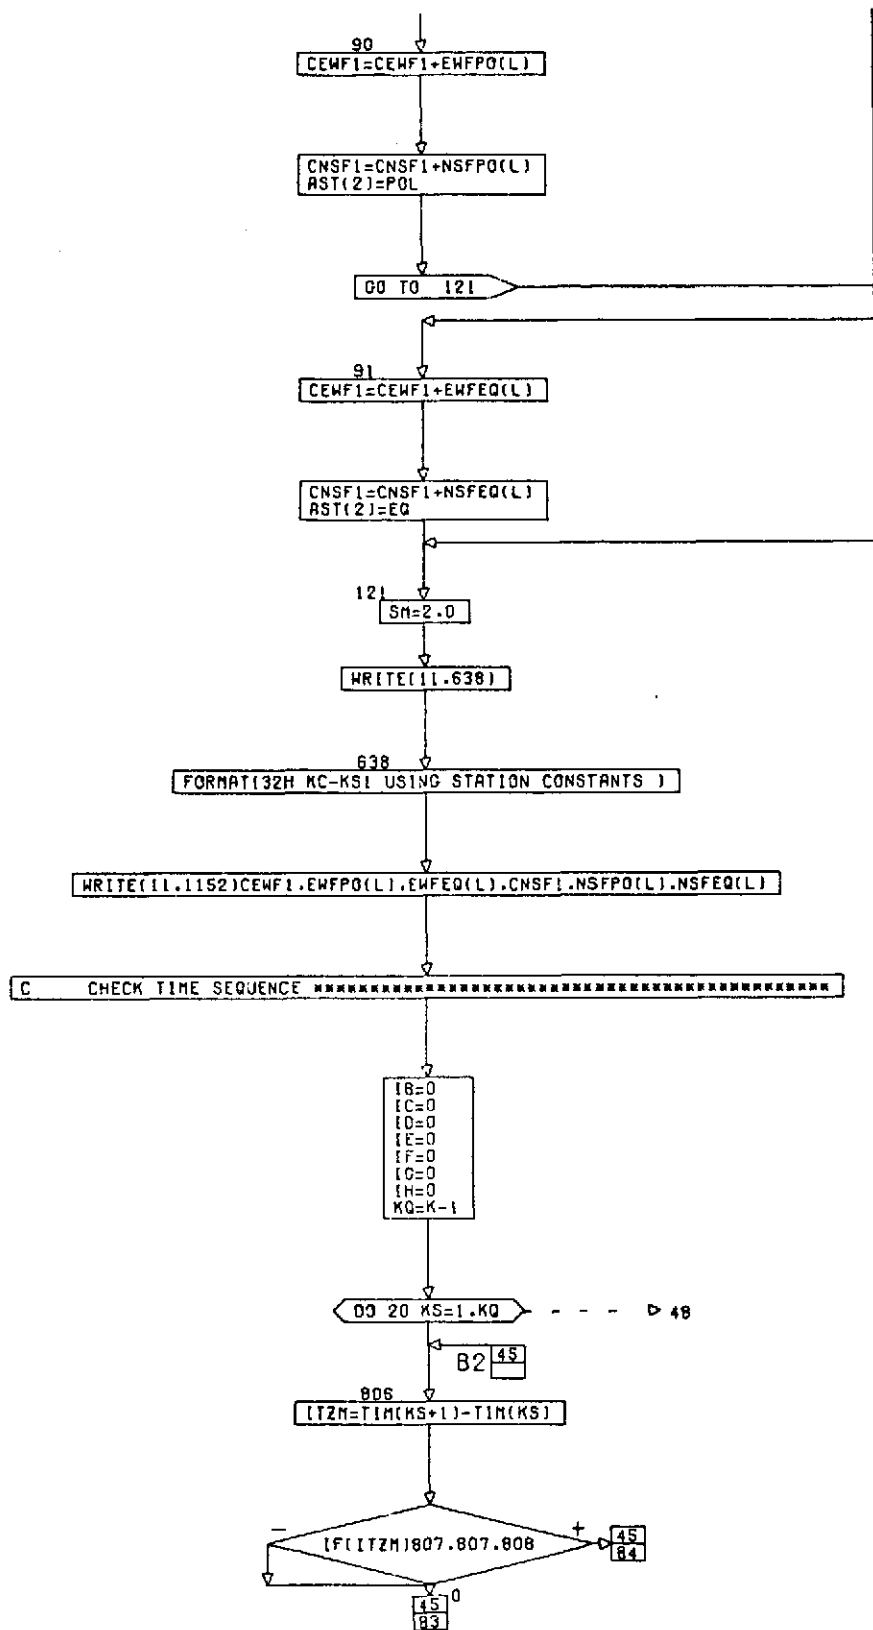 90
CEWF1=CEWF1+EWFPO(L)
CNSF1=CNSF1+NSFPO(L)
AST(2)=POL
GO TO 121
91
CEWF1=CEWF1+EWFEQ(L)
CNSF1=CNSF1+NSFEQ(L)
AST(2)=EQ
121
SM=2.0
WRITE(11.638)
638
FORMAT(32H KC-KS1 USING STATION CONSTANTS )
WRITE(11.1152)CEWF1.EWFPO(L).EWFEQ(L).CNSF1.NSFPO(L).NSFEQ(L)
C CHECK TIME SEQUENCE **********************************************
IB=0
IC=0
ID=0
IE=0
IF=0
IG=0
IH=0
KQ=K-1
DO 20 KS=1.KQ
48
B2
45
806
ITZM=TIM(KS+1)-TIM(KS)
- IF(ITZM)807.807.808 +
45
84
0
45
83